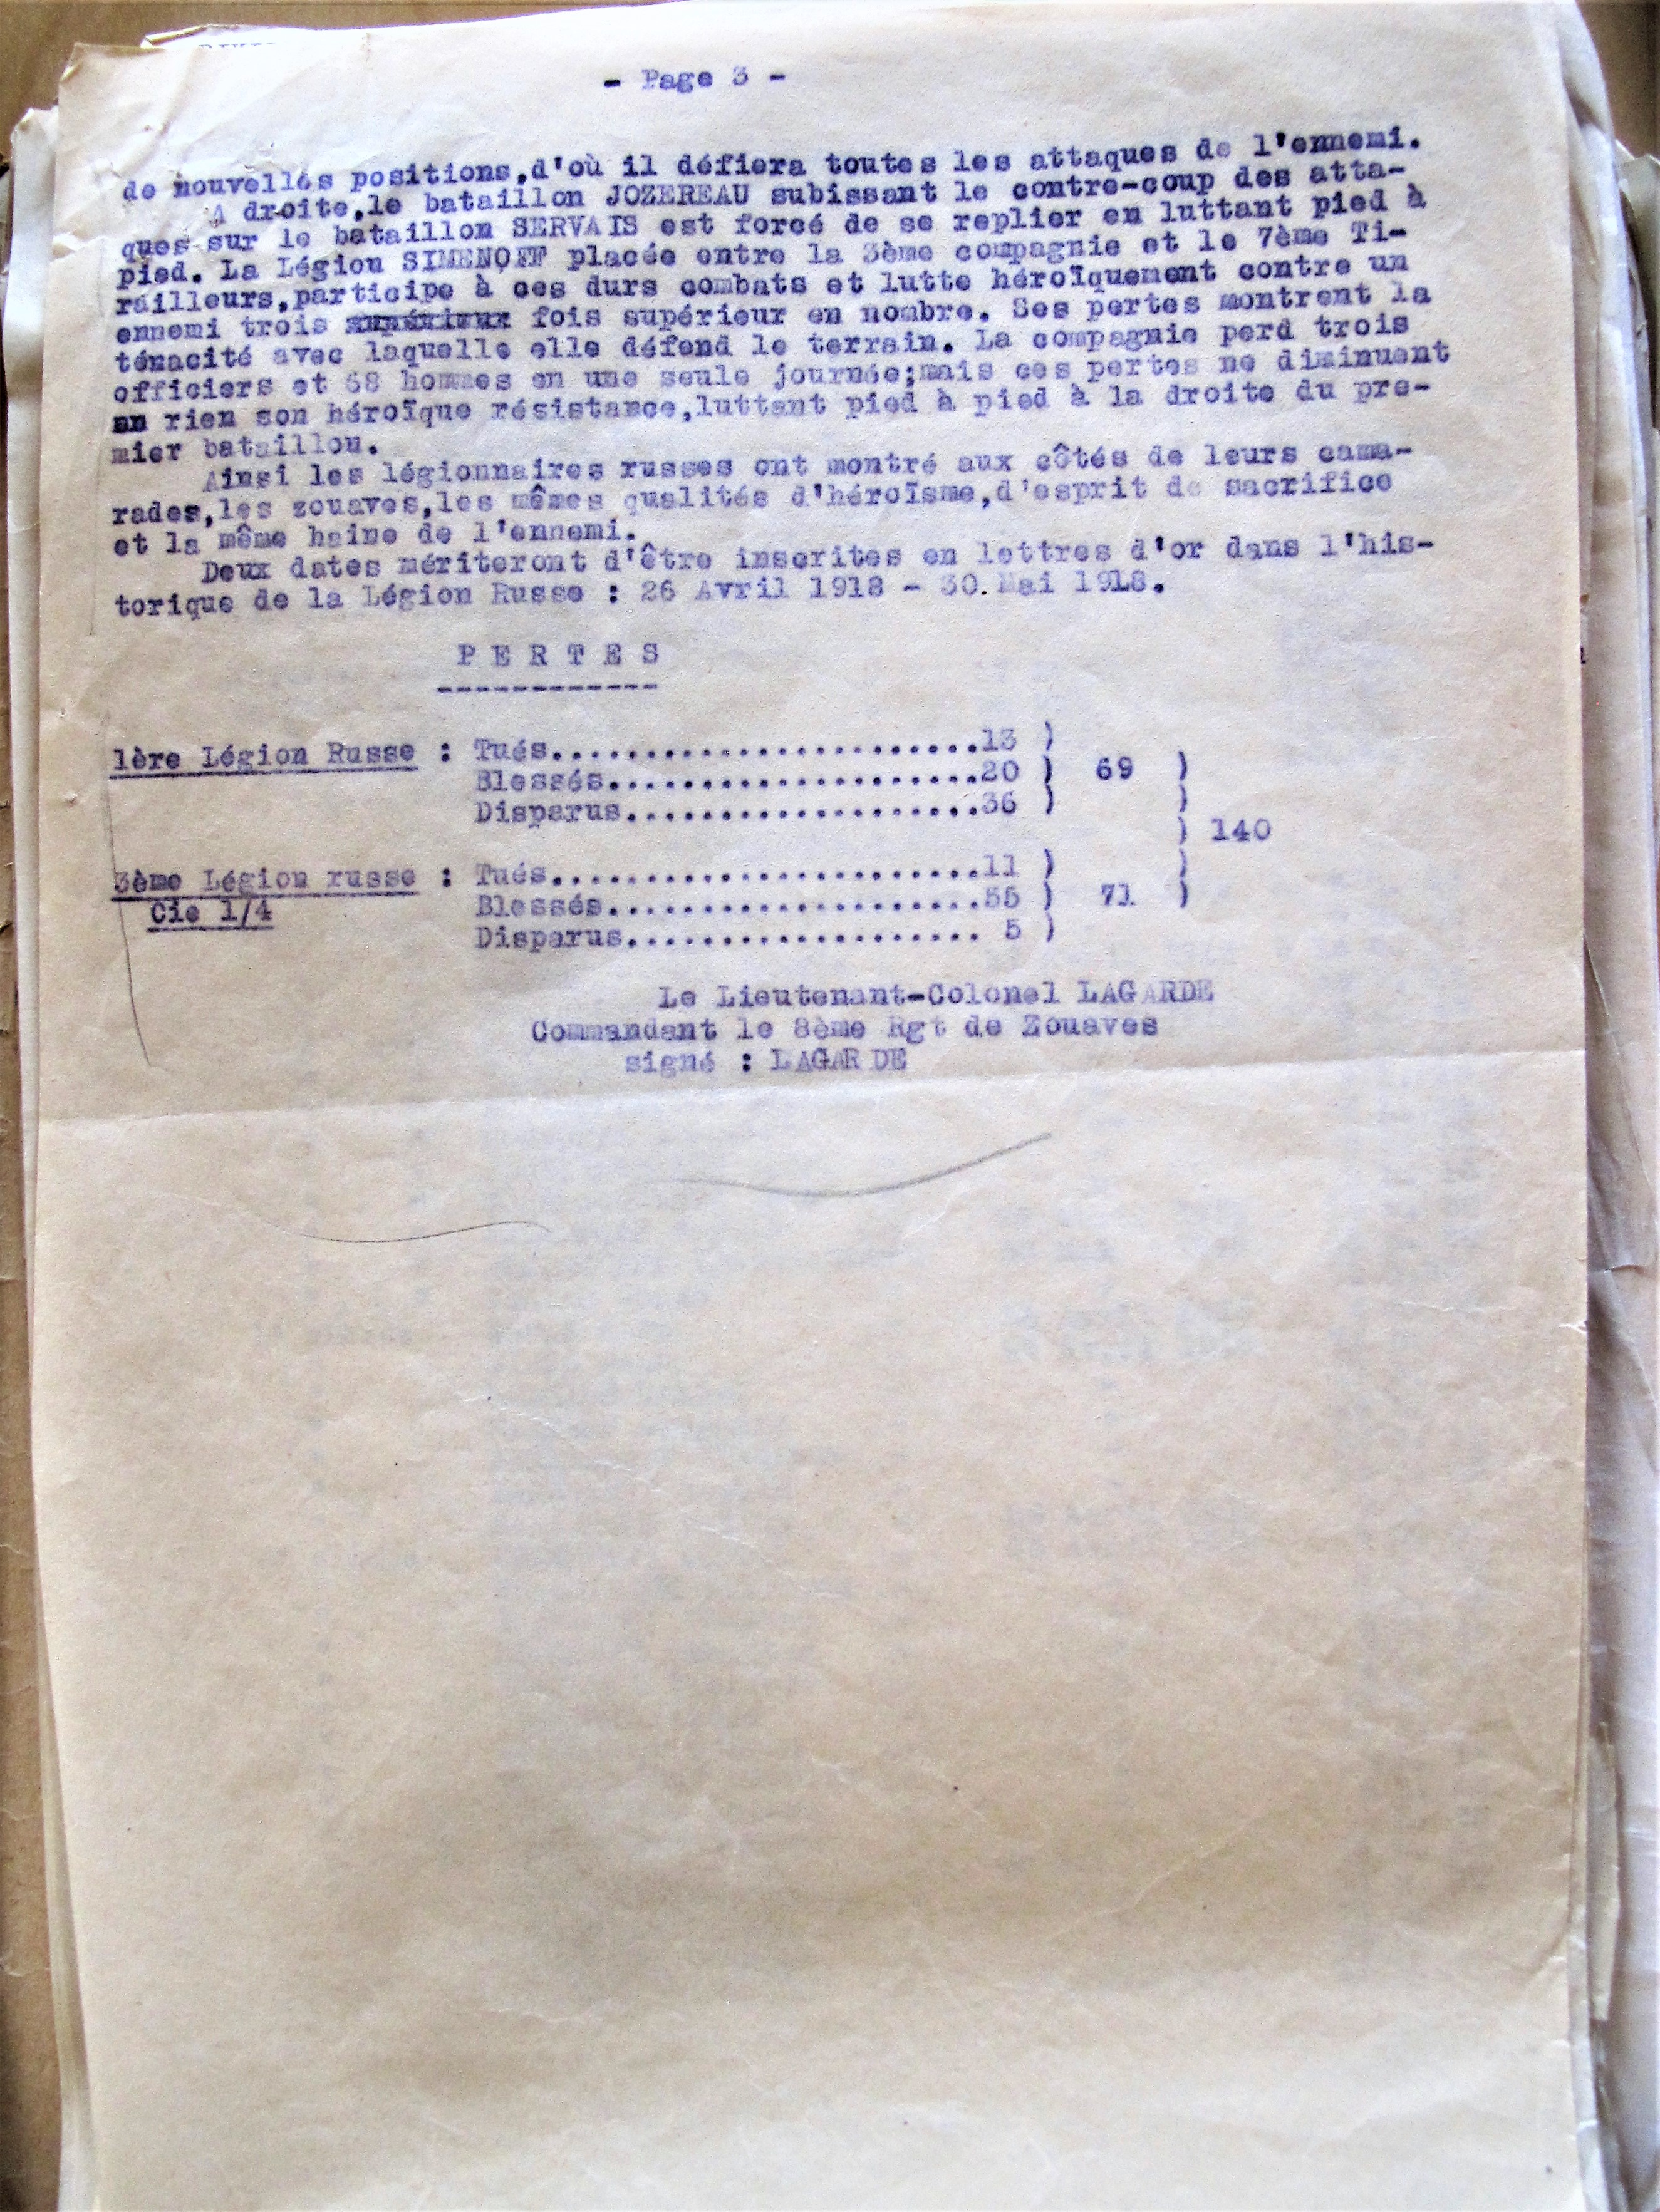 - Page 3 -
de nouvelles positions,d'où il défiera toutes les attaques de l'ennemi.
A droite,le bataillon JOZEREAU subissant le contre-coup des atta-
ques sur le bataillon SERVAIS est forcé de se replier en luttant pied à
pied. La Légion SIMENOFF placée entre la 3ème compagnie et le 7ème Ti-
railleurs,participe à ces durs combats et lutte héroïquement contre un
ennemi trois supérieur fois supérieur en nombre. Ses pertes montrent la
ténacité avec laquelle elle défend le terrain. La compagnie perd trois
officiers et 68 hommes en une seule journée;mais ces pertes ne diminuent
en rien son héroïque résistance,luttant pied à pied à la droite du pre-
mier bataillon.
Ainsi les légionnaires russes ont montré aux côtés de leurs cama-
rades,les zouaves,les mêmes qualités d'héroïsme,d'esprit de sacrifice
et la même haine de l'ennemi.
Deux dates mériteront d'être inscrites en lettres d'or dans l'his-
torique de la Légion Russe : 26 Avril 1918 - 30.Mai 1918.
P E R T E S
------------
1ère Légion Russe : Tués.......................13 )
Blessés....................20 ) 69 )
Disparus...................36 ) )
) 140
3ème Légion russe : Tués.......................11 ) )
Cie 1/4 Blessés....................55 ) 71 )
Disparus................... 5 )
Le Lieutenant-Colonel LAGARDE
Commandant le 8ème Rgt de Zouaves
signé : LAGARDE